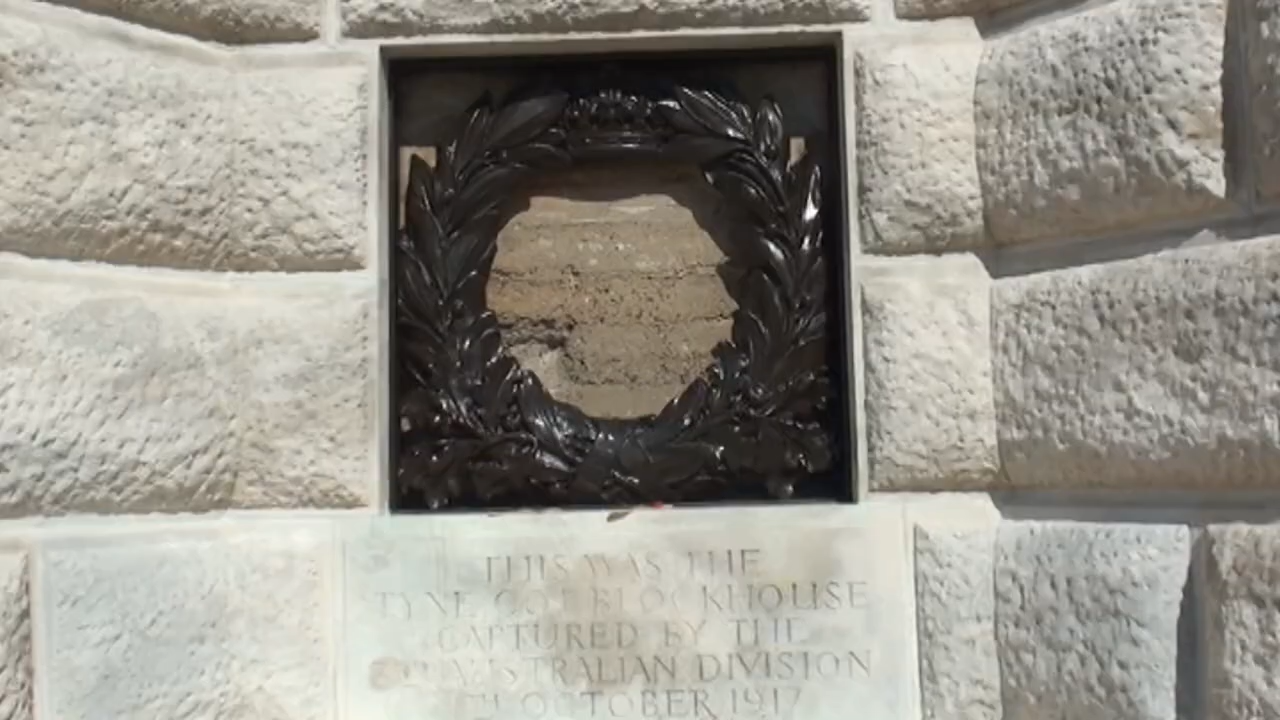 THIS WAS THE
TYNE COT BLOCKHOUSE
CAPTURED BY THE
AUSTRALIAN DIVISION
OCTOBER 1917